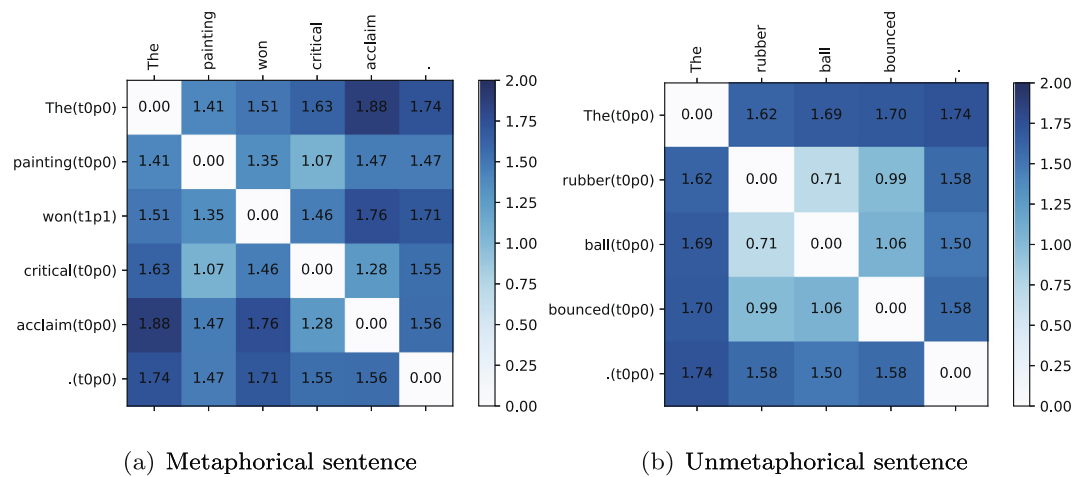 The painting won critical acclaim .
The(t0p0) 0.00 1.41 1.51 1.63 1.88 1.74
painting(t0p0) 1.41 0.00 1.35 1.07 1.47 1.47
won(t1p1) 1.51 1.35 0.00 1.46 1.76 1.71
critical(t0p0) 1.63 1.07 1.46 0.00 1.28 1.55
acclaim(t0p0) 1.88 1.47 1.76 1.28 0.00 1.56
.(t0p0) 1.74 1.47 1.71 1.55 1.56 0.00
2.00
1.75
1.50
1.25
1.00
0.75
0.50
0.25
0.00
(a) Metaphorical sentence
The rubber ball bounced .
The(t0p0) 0.00 1.62 1.69 1.70 1.74
rubber(t0p0) 1.62 0.00 0.71 0.99 1.58
ball(t0p0) 1.69 0.71 0.00 1.06 1.50
bounced(t0p0) 1.70 0.99 1.06 0.00 1.58
.(t0p0) 1.74 1.58 1.50 1.58 0.00
2.00
1.75
1.50
1.25
1.00
0.75
0.50
0.25
0.00
(b) Unmetaphorical sentence